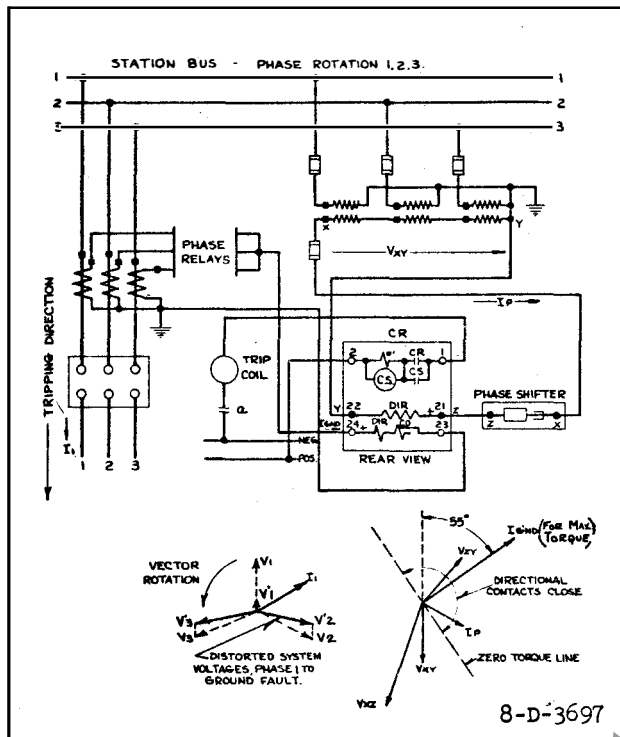 STATION BUS - PHASE ROTATION 1.2.3.
1 1
2 2
3 3
X Y
PHASE RELAYS
VXY
IP
TRIPPING DIRECTION
CR
TRIP COIL
2 CR 1
CS CS
PHASE SHIFTER
a
Y 22 DIR + 21 Z
Z X
IGND 24 + DIR 23
NEG.
POS.
REAR VIEW
I1
1 2 3
VECTOR ROTATION
V1
I1
V'1
V'3 V'2
V3 V2
DISTORTED SYSTEM VOLTAGES, PHASE 1 TO GROUND FAULT.
55°
IGND (FOR MAX. TORQUE)
VXY
DIRECTIONAL CONTACTS CLOSE
IP
VXY
ZERO TORQUE LINE
VXZ
8-D-3697